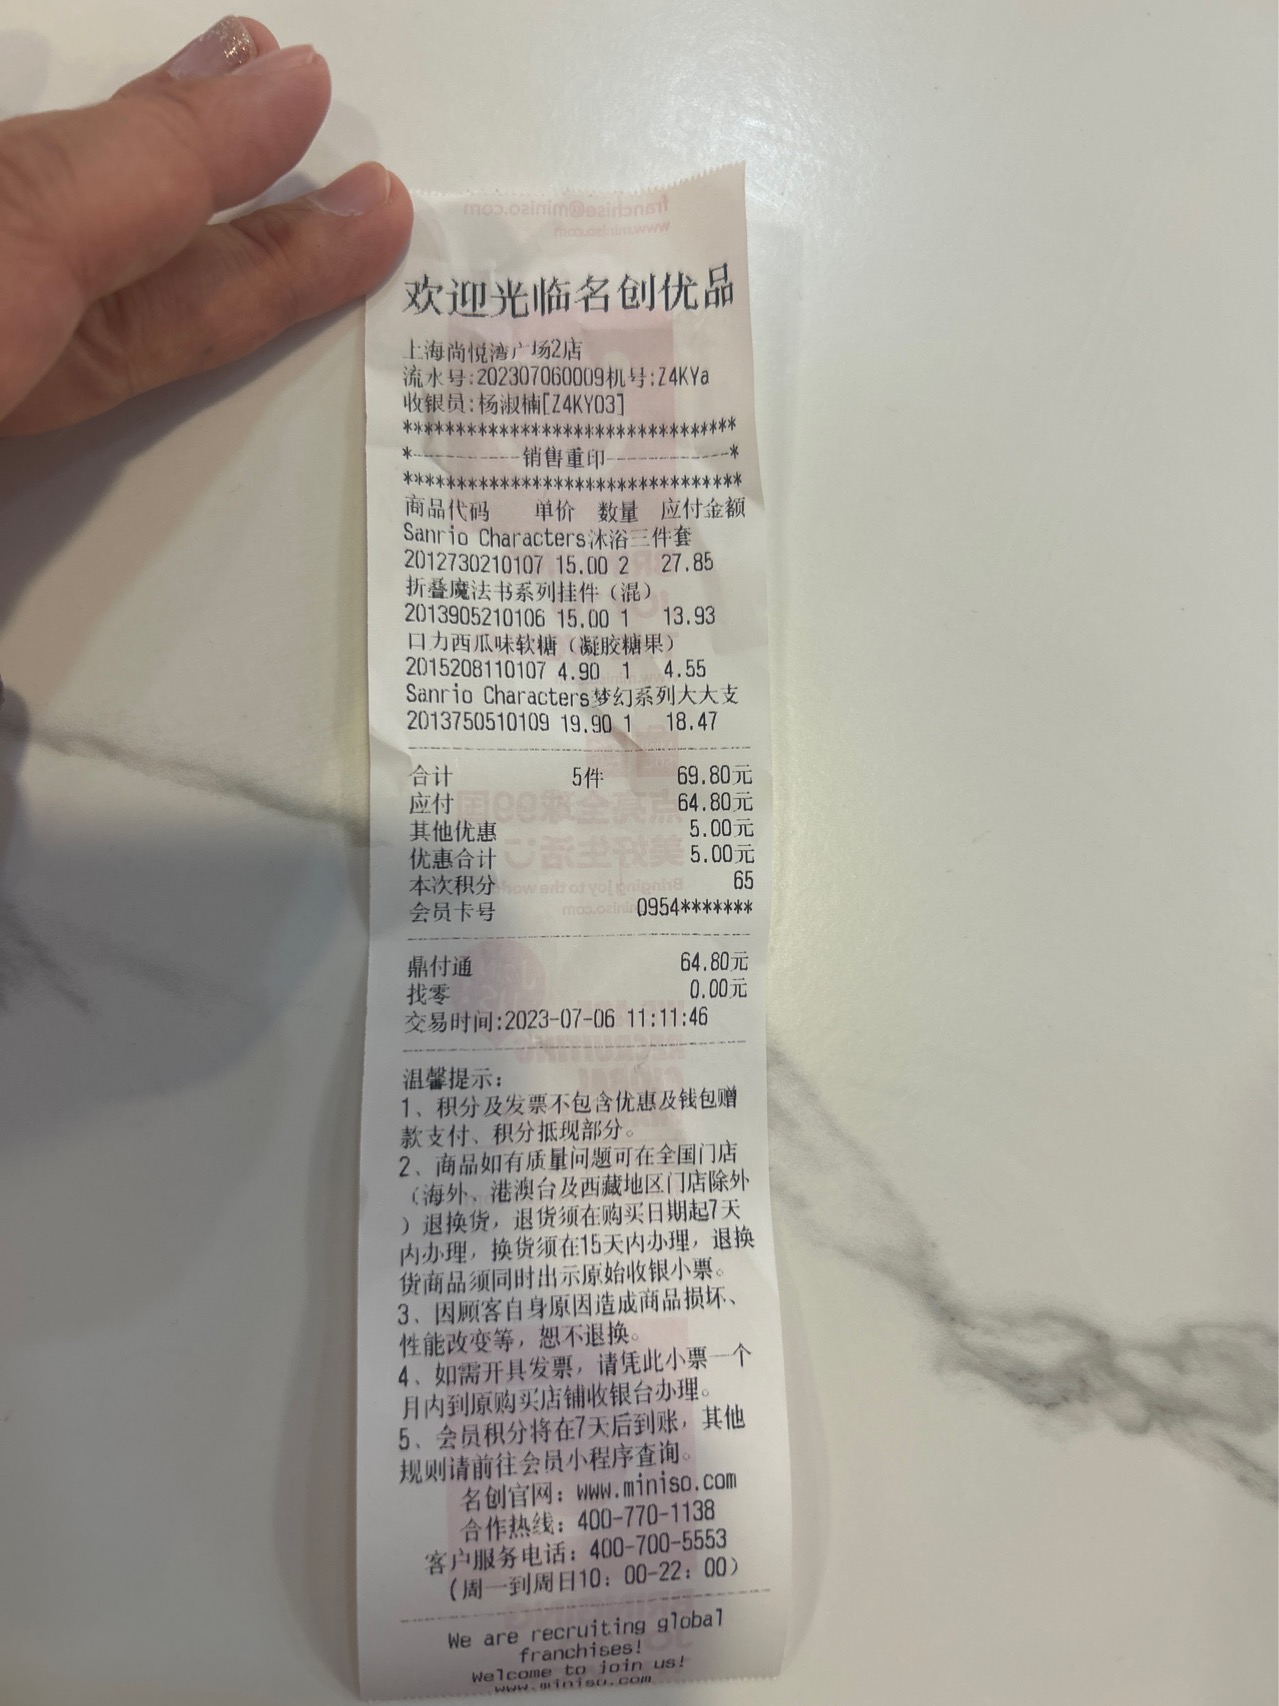 franchise@miniso.com
www.miniso.com
欢迎光临名创优品
上海尚悦湾广场2店
流水号:202307060009机号:Z4KYa
收银员:杨淑楠[Z4KY03]
*******************************
*------------销售重印------------*
*******************************
商品代码 单价 数量 应付金额
Sanrio Characters沐浴三件套
2012730210107 15.00 2 27.85
折叠魔法书系列挂件（混）
2013905210106 15.00 1 13.93
口力西瓜味软糖（凝胶糖果）
2015208110107 4.90 1 4.55
Sanrio Characters梦幻系列大大支
2013750510109 19.90 1 18.47
合计 5件 69.80元
应付 64.80元
其他优惠 5.00元
优惠合计 5.00元
本次积分 65
会员卡号 0954*******
鼎付通 64.80元
找零 0.00元
交易时间:2023-07-06 11:11:46
温馨提示：
1、积分及发票不包含优惠及钱包赠
款支付、积分抵现部分。
2、商品如有质量问题可在全国门店
（海外、港澳台及西藏地区门店除外
）退换货，退货须在购买日期起7天
内办理，换货须在15天内办理，退换
货商品须同时出示原始收银小票。
3、因顾客自身原因造成商品损坏、
性能改变等，恕不退换。
4、如需开具发票，请凭此小票一个
月内到原购买店铺收银台办理。
5、会员积分将在7天后到账，其他
规则请前往会员小程序查询。
名创官网：www.miniso.com
合作热线：400-770-1138
客户服务电话：400-700-5553
(周一到周日10：00-22：00)
We are recruiting global
franchises!
Welcome to join us!
www.miniso.com